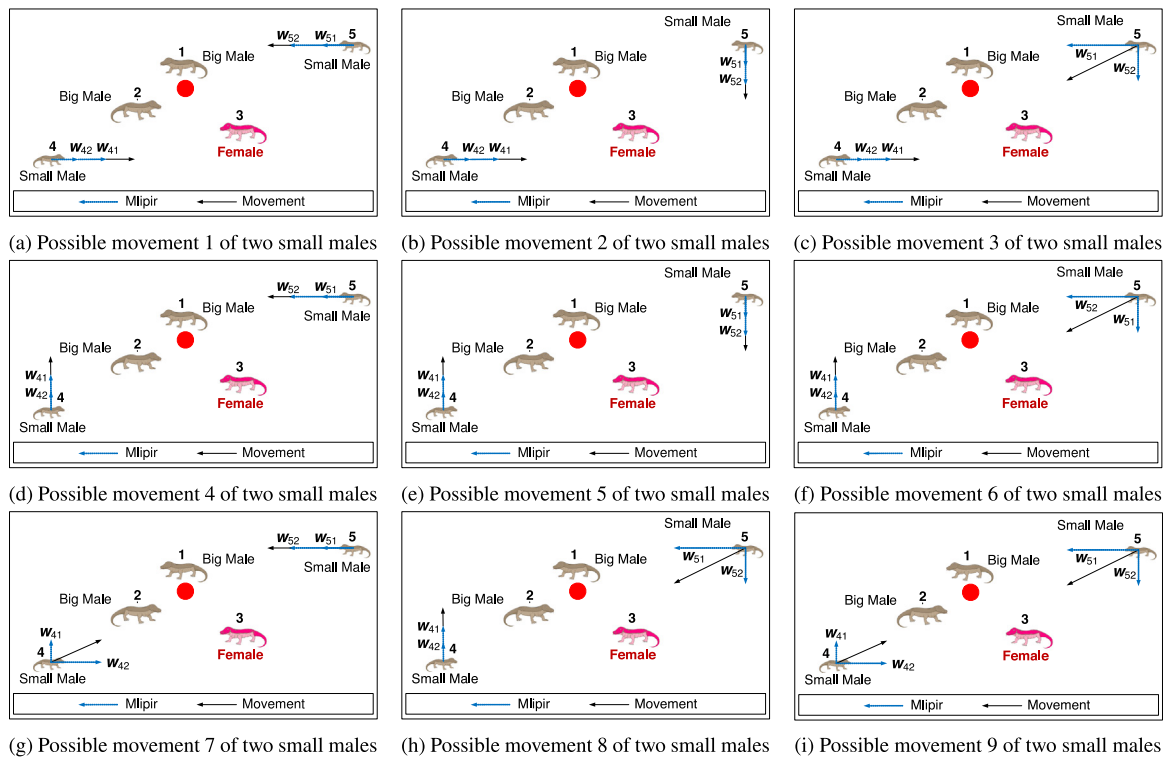 1
Big Male
w52 w51 5
Small Male
Big Male 2
3
Female
4 w42 w41
Small Male
Mlipir Movement
(a) Possible movement 1 of two small males
Small Male
1
Big Male
5
w51
w52
Big Male 2
3
Female
4 w42 w41
Small Male
Mlipir Movement
(b) Possible movement 2 of two small males
Small Male
1
Big Male
5
w51
w52
Big Male 2
3
Female
4 w42 w41
Small Male
Mlipir Movement
(c) Possible movement 3 of two small males
1
Big Male
w52 w51 5
Small Male
Big Male 2
3
Female
w41
w42 4
Small Male
Mlipir Movement
(d) Possible movement 4 of two small males
Small Male
1
Big Male
5
w51
w52
Big Male 2
3
Female
w41
w42 4
Small Male
Mlipir Movement
(e) Possible movement 5 of two small males
Small Male
1
Big Male
5
w52
w51
Big Male 2
3
Female
w41
w42 4
Small Male
Mlipir Movement
(f) Possible movement 6 of two small males
1
Big Male
w52 w51 5
Small Male
Big Male 2
3
Female
w41
4 w42
Small Male
Mlipir Movement
(g) Possible movement 7 of two small males
Small Male
1
Big Male
5
w51
w52
Big Male 2
3
Female
w41
w42 4
Small Male
Mlipir Movement
(h) Possible movement 8 of two small males
Small Male
1
Big Male
5
w51
w52
Big Male 2
3
Female
w41
4 w42
Small Male
Mlipir Movement
(i) Possible movement 9 of two small males